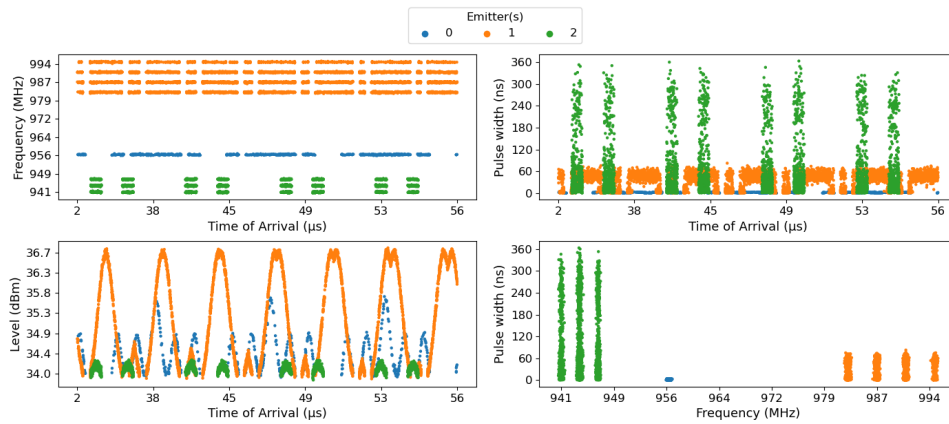 Emitter(s)
0 1 2
994
987
979
972
964
956
949
941
Frequency (MHz)
2 38 45 49 53 56
Time of Arrival (µs)
360
300
240
180
120
60
0
Pulse width (ns)
2 38 45 49 53 56
Time of Arrival (µs)
36.7
36.2
35.8
35.3
34.9
34.4
34.0
Level (dBm)
2 38 45 49 53 56
Time of Arrival (µs)
360
300
240
180
120
60
0
Pulse width (ns)
941 949 956 964 972 979 987 994
Frequency (MHz)